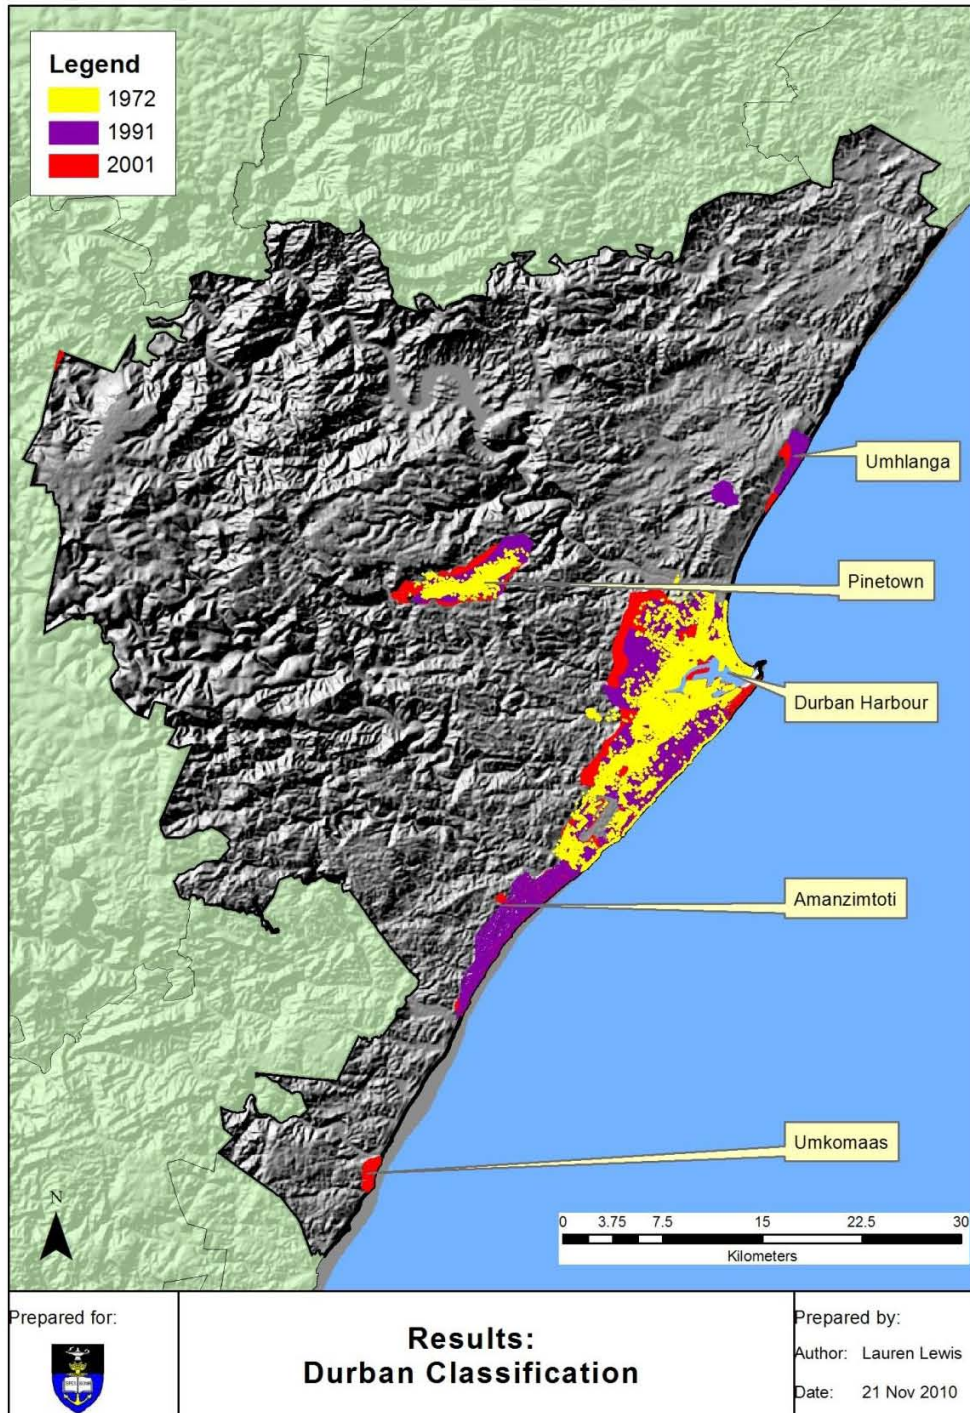 Legend
1972
1991
2001
Umhlanga
Pinetown
Durban Harbour
Amanzimtoti
Umkomaas
N
0 3.75 7.5 15 22.5 30
Kilometers
Prepared for:
Results:
Durban Classification
Prepared by:
Author: Lauren Lewis
Date: 21 Nov 2010